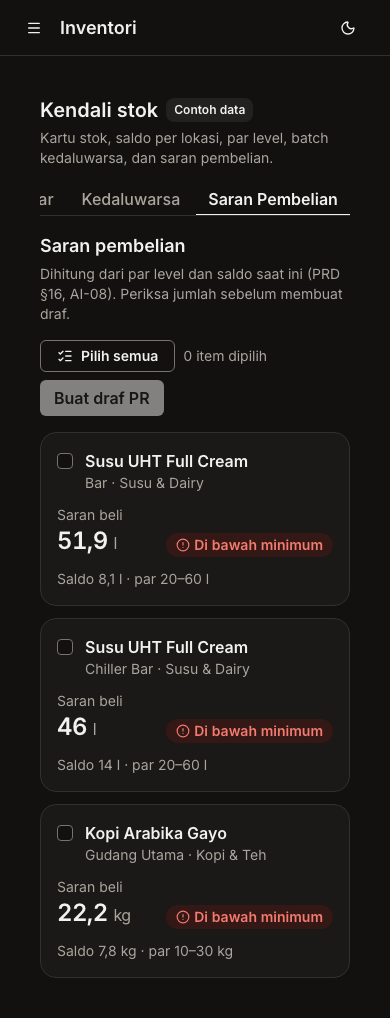 Inventori
Kendali stok
Contoh data
Kartu stok, saldo per lokasi, par level, batch
kedaluwarsa, dan saran pembelian.
ar
Kedaluwarsa
Saran Pembelian
Saran pembelian
Dihitung dari par level dan saldo saat ini (PRD
§16, AI-08). Periksa jumlah sebelum membuat
draf.
Pilih semua
0 item dipilih
Buat draf PR
Susu UHT Full Cream
Bar · Susu & Dairy
Saran beli
51,9 l
Di bawah minimum
Saldo 8,1 l · par 20–60 l
Susu UHT Full Cream
Chiller Bar · Susu & Dairy
Saran beli
46 l
Di bawah minimum
Saldo 14 l · par 20–60 l
Kopi Arabika Gayo
Gudang Utama · Kopi & Teh
Saran beli
22,2 kg
Di bawah minimum
Saldo 7,8 kg · par 10–30 kg